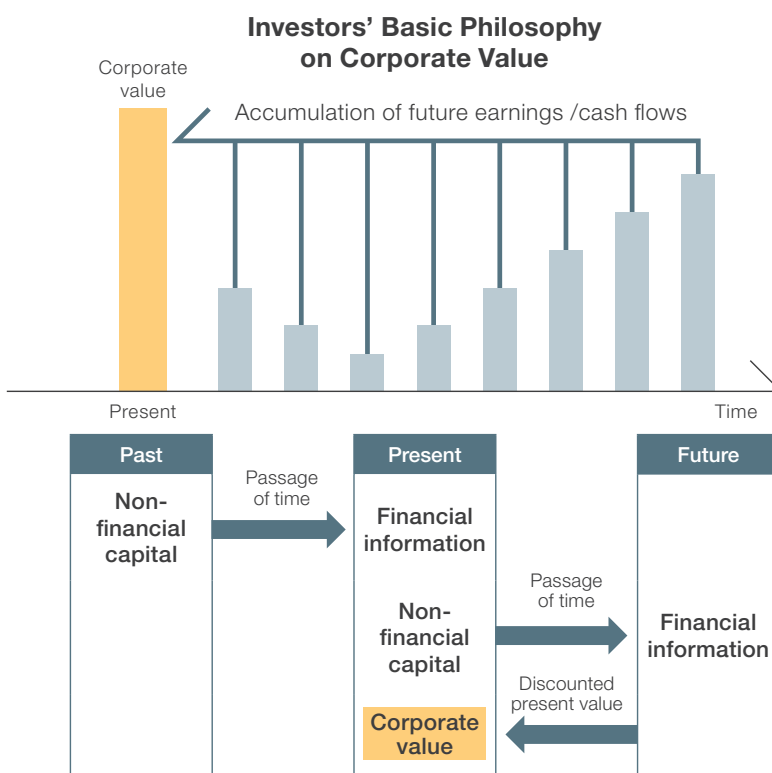 Investors’ Basic Philosophy
on Corporate Value
Corporate
value
Accumulation of future earnings /cash flows
Present
Time
Past
Present
Future
Non-
financial
capital
Passage
of time
Financial
information
Non-
financial
capital
Passage
of time
Financial
information
Discounted
present value
Corporate
value